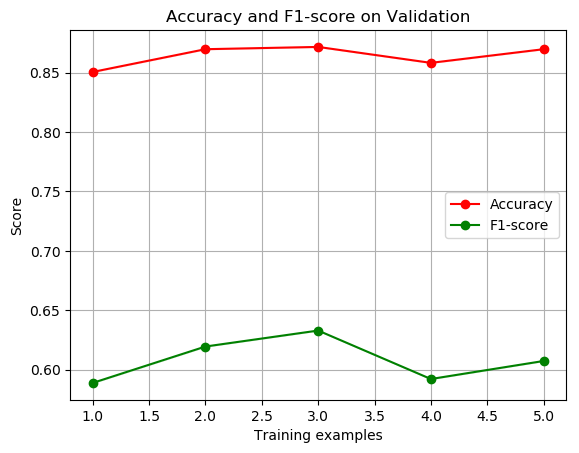 Accuracy and F1-score on Validation
Score
0.85
0.80
0.75
0.70
0.65
0.60
Accuracy
F1-score
1.0 1.5 2.0 2.5 3.0 3.5 4.0 4.5 5.0
Training examples